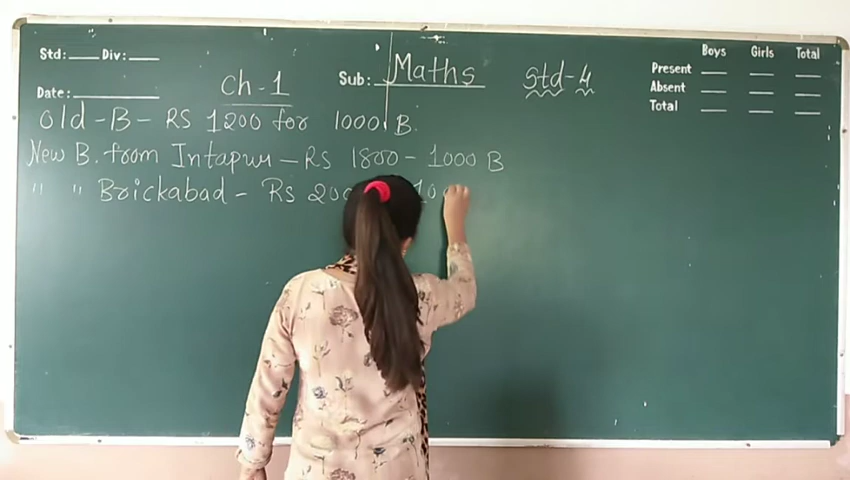 Std: Div:
Date:
Ch-1
Sub: Maths
Std-4
Boys Girls Total
Present
Absent
Total
Old-B- RS 1200 for 1000 B.
New B. from Intapur - RS 1800 - 1000 B
" " Brickabad - RS